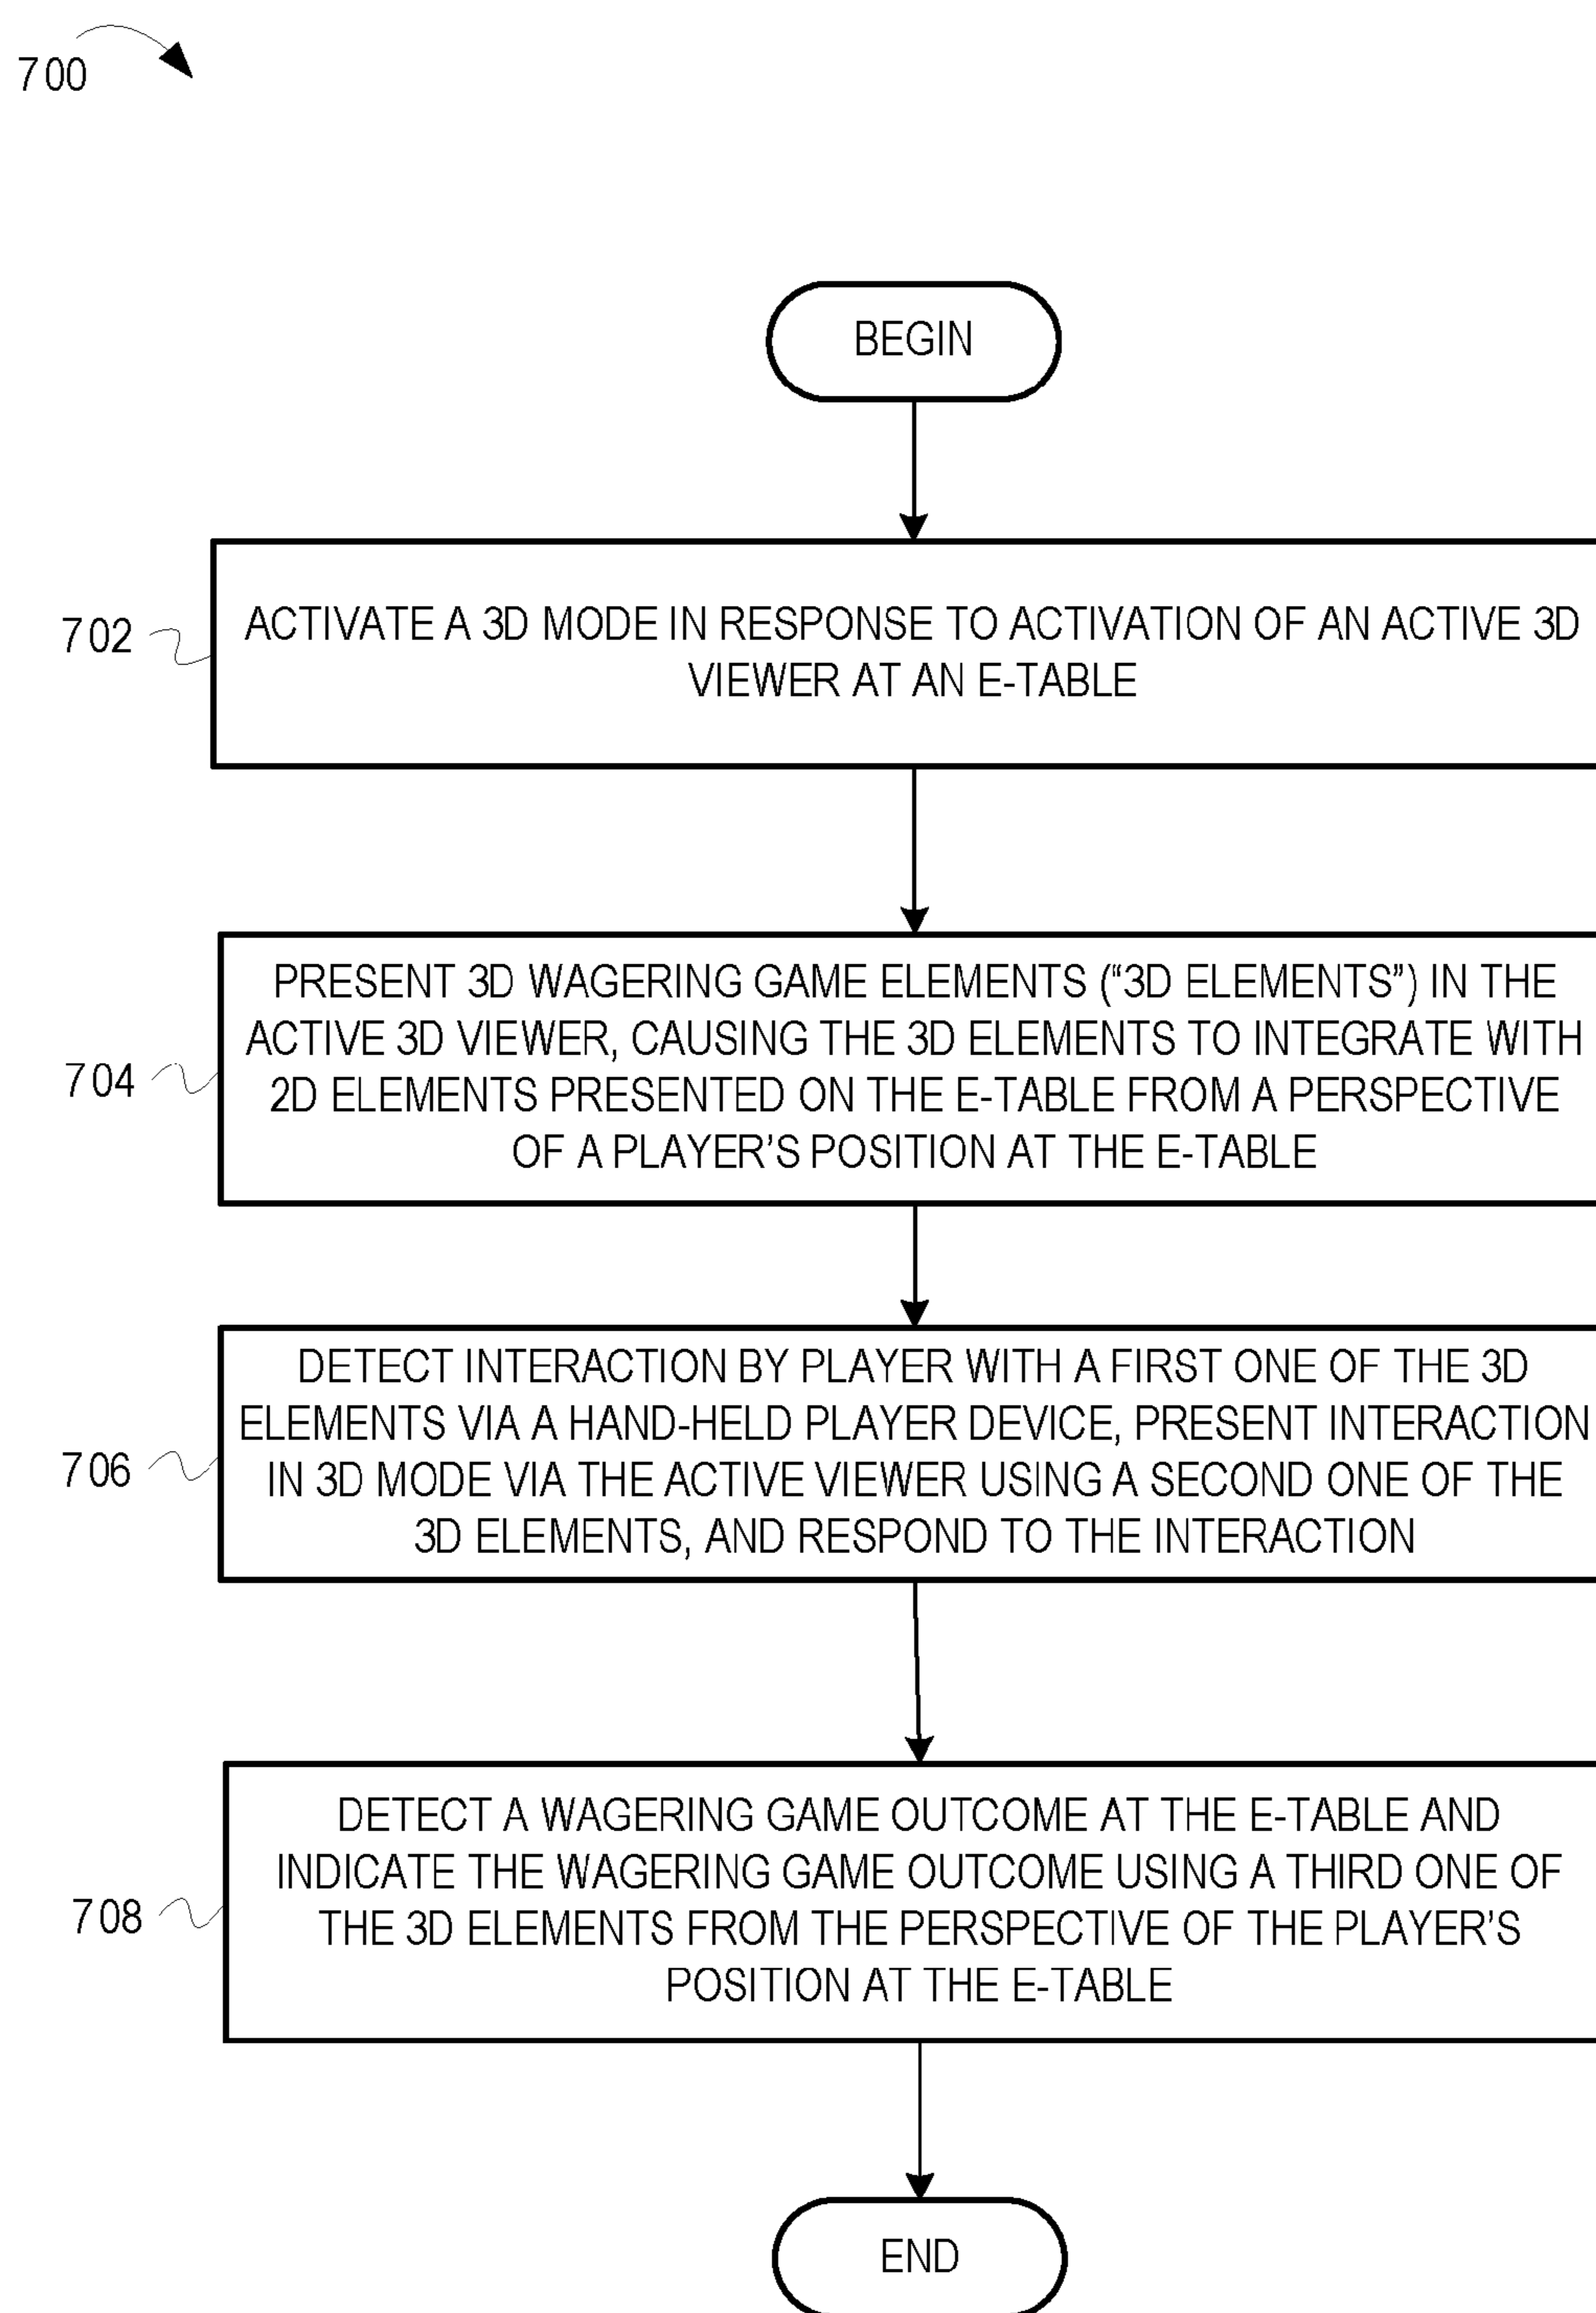 700
BEGIN
702
ACTIVATE A 3D MODE IN RESPONSE TO ACTIVATION OF AN ACTIVE 3D
VIEWER AT AN E-TABLE
704
PRESENT 3D WAGERING GAME ELEMENTS (“3D ELEMENTS”) IN THE
ACTIVE 3D VIEWER, CAUSING THE 3D ELEMENTS TO INTEGRATE WITH
2D ELEMENTS PRESENTED ON THE E-TABLE FROM A PERSPECTIVE
OF A PLAYER’S POSITION AT THE E-TABLE
706
DETECT INTERACTION BY PLAYER WITH A FIRST ONE OF THE 3D
ELEMENTS VIA A HAND-HELD PLAYER DEVICE, PRESENT INTERACTION
IN 3D MODE VIA THE ACTIVE VIEWER USING A SECOND ONE OF THE
3D ELEMENTS, AND RESPOND TO THE INTERACTION
708
DETECT A WAGERING GAME OUTCOME AT THE E-TABLE AND
INDICATE THE WAGERING GAME OUTCOME USING A THIRD ONE OF
THE 3D ELEMENTS FROM THE PERSPECTIVE OF THE PLAYER’S
POSITION AT THE E-TABLE
END